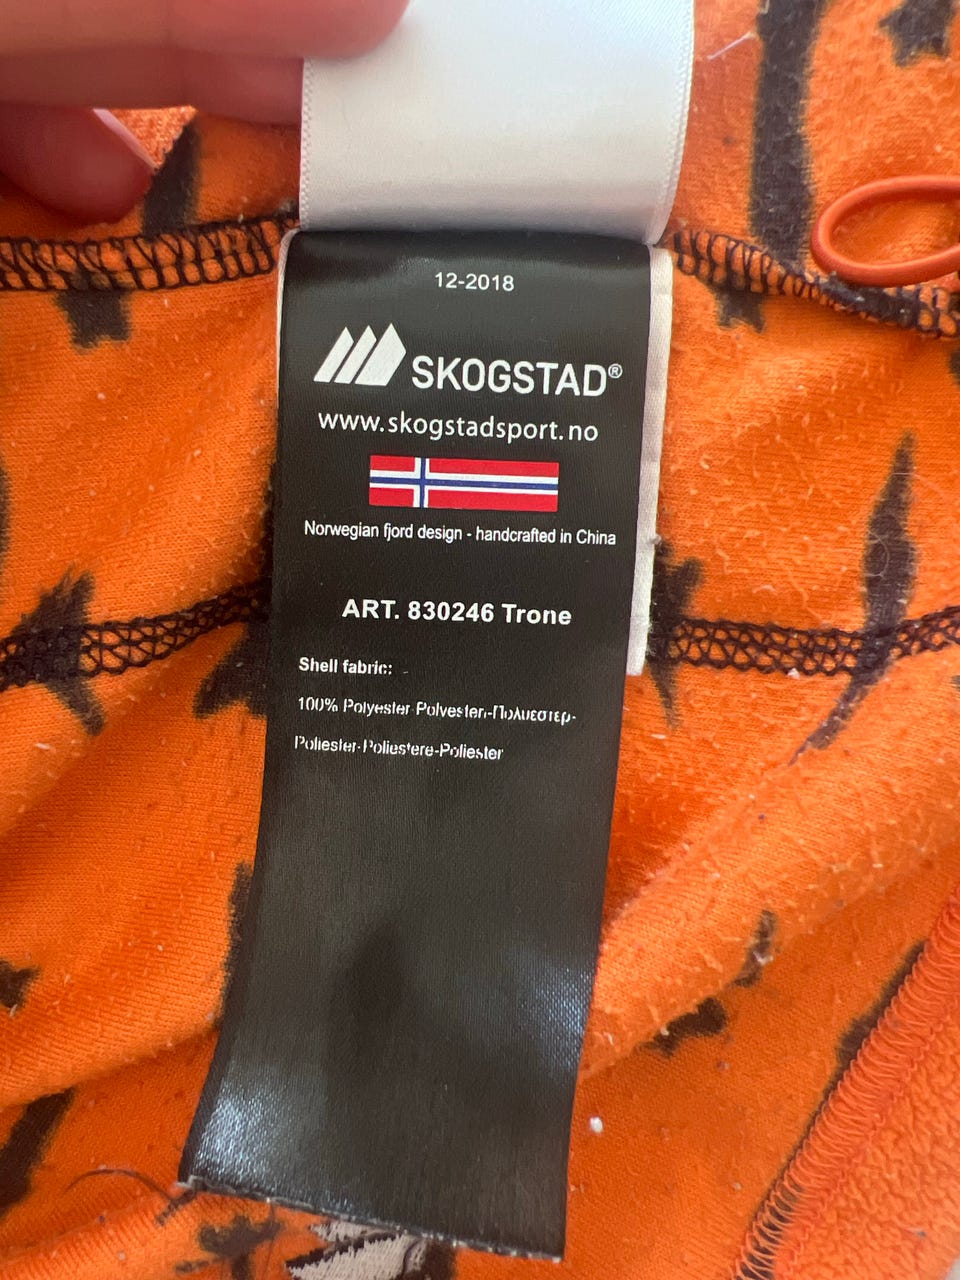 12-2018
SKOGSTAD®
www.skogstadsport.no
Norwegian fjord design - handcrafted in China
ART. 830246 Trone
Shell fabric:
100% Polyester-Polyester-Πολυεστερ-
Poliester-Poliestere-Poliester